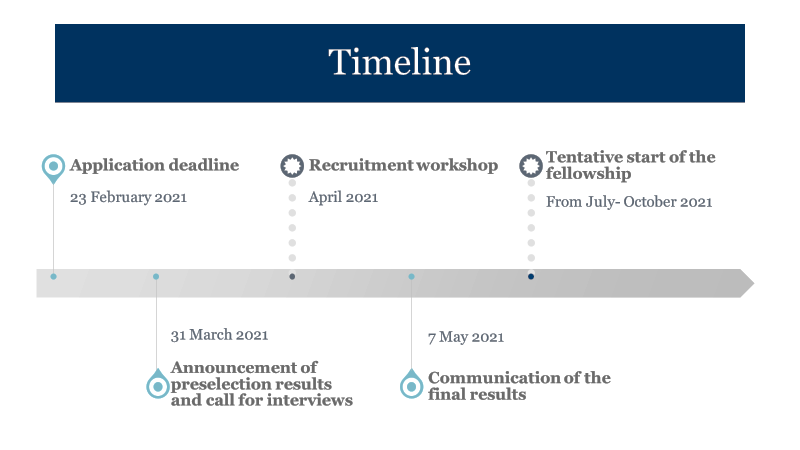 Timeline
Application deadline
23 February 2021
Recruitment workshop
April 2021
Tentative start of the
fellowship
From July- October 2021
31 March 2021
Announcement of
preselection results
and call for interviews
7 May 2021
Communication of the
final results